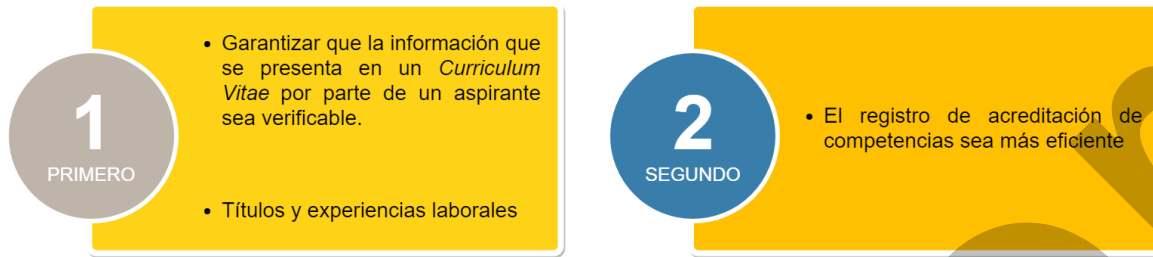 1
PRIMERO
• Garantizar que la información que
se presenta en un Curriculum
Vitae por parte de un aspirante
sea verificable.
• Títulos y experiencias laborales
2
SEGUNDO
• El registro de acreditación de
competencias sea más eficiente